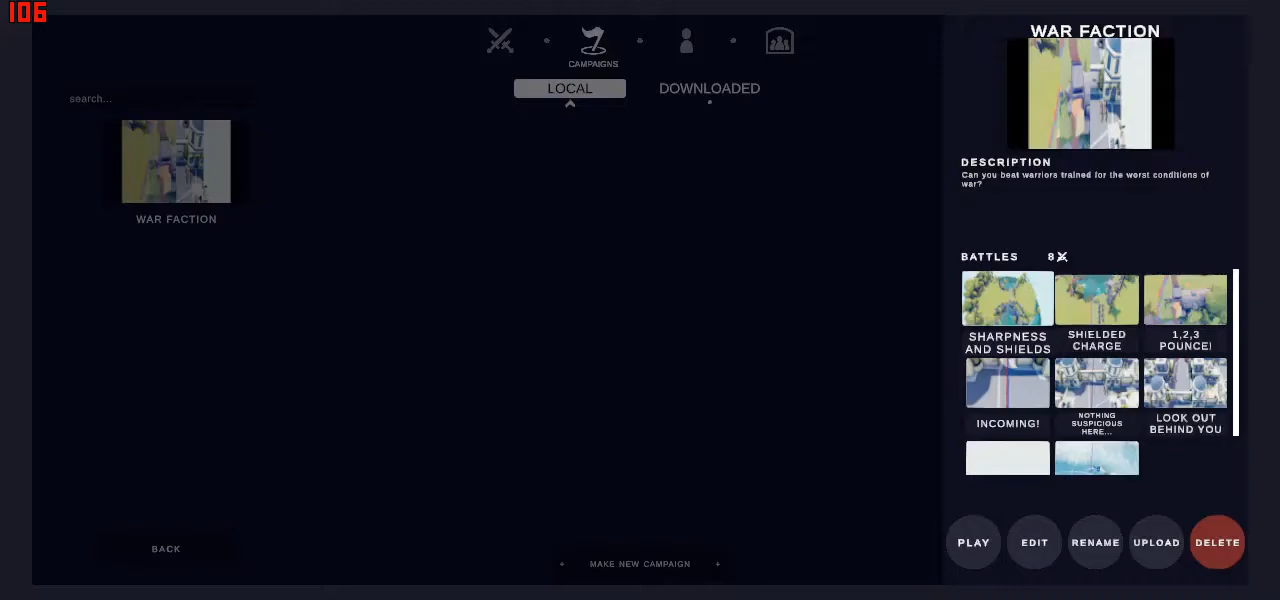 106
CAMPAIGNS
LOCAL
DOWNLOADED
search...
WAR FACTION
BACK
+ MAKE NEW CAMPAIGN +
WAR FACTION
DESCRIPTION
Can you beat warriors trained for the worst conditions of
war?
BATTLES 8
SHARPNESS
AND SHIELDS
SHIELDED
CHARGE
1,2,3
POUNCE!
INCOMING!
NOTHING
SUSPICIOUS
HERE...
LOOK OUT
BEHIND YOU
PLAY
EDIT
RENAME
UPLOAD
DELETE